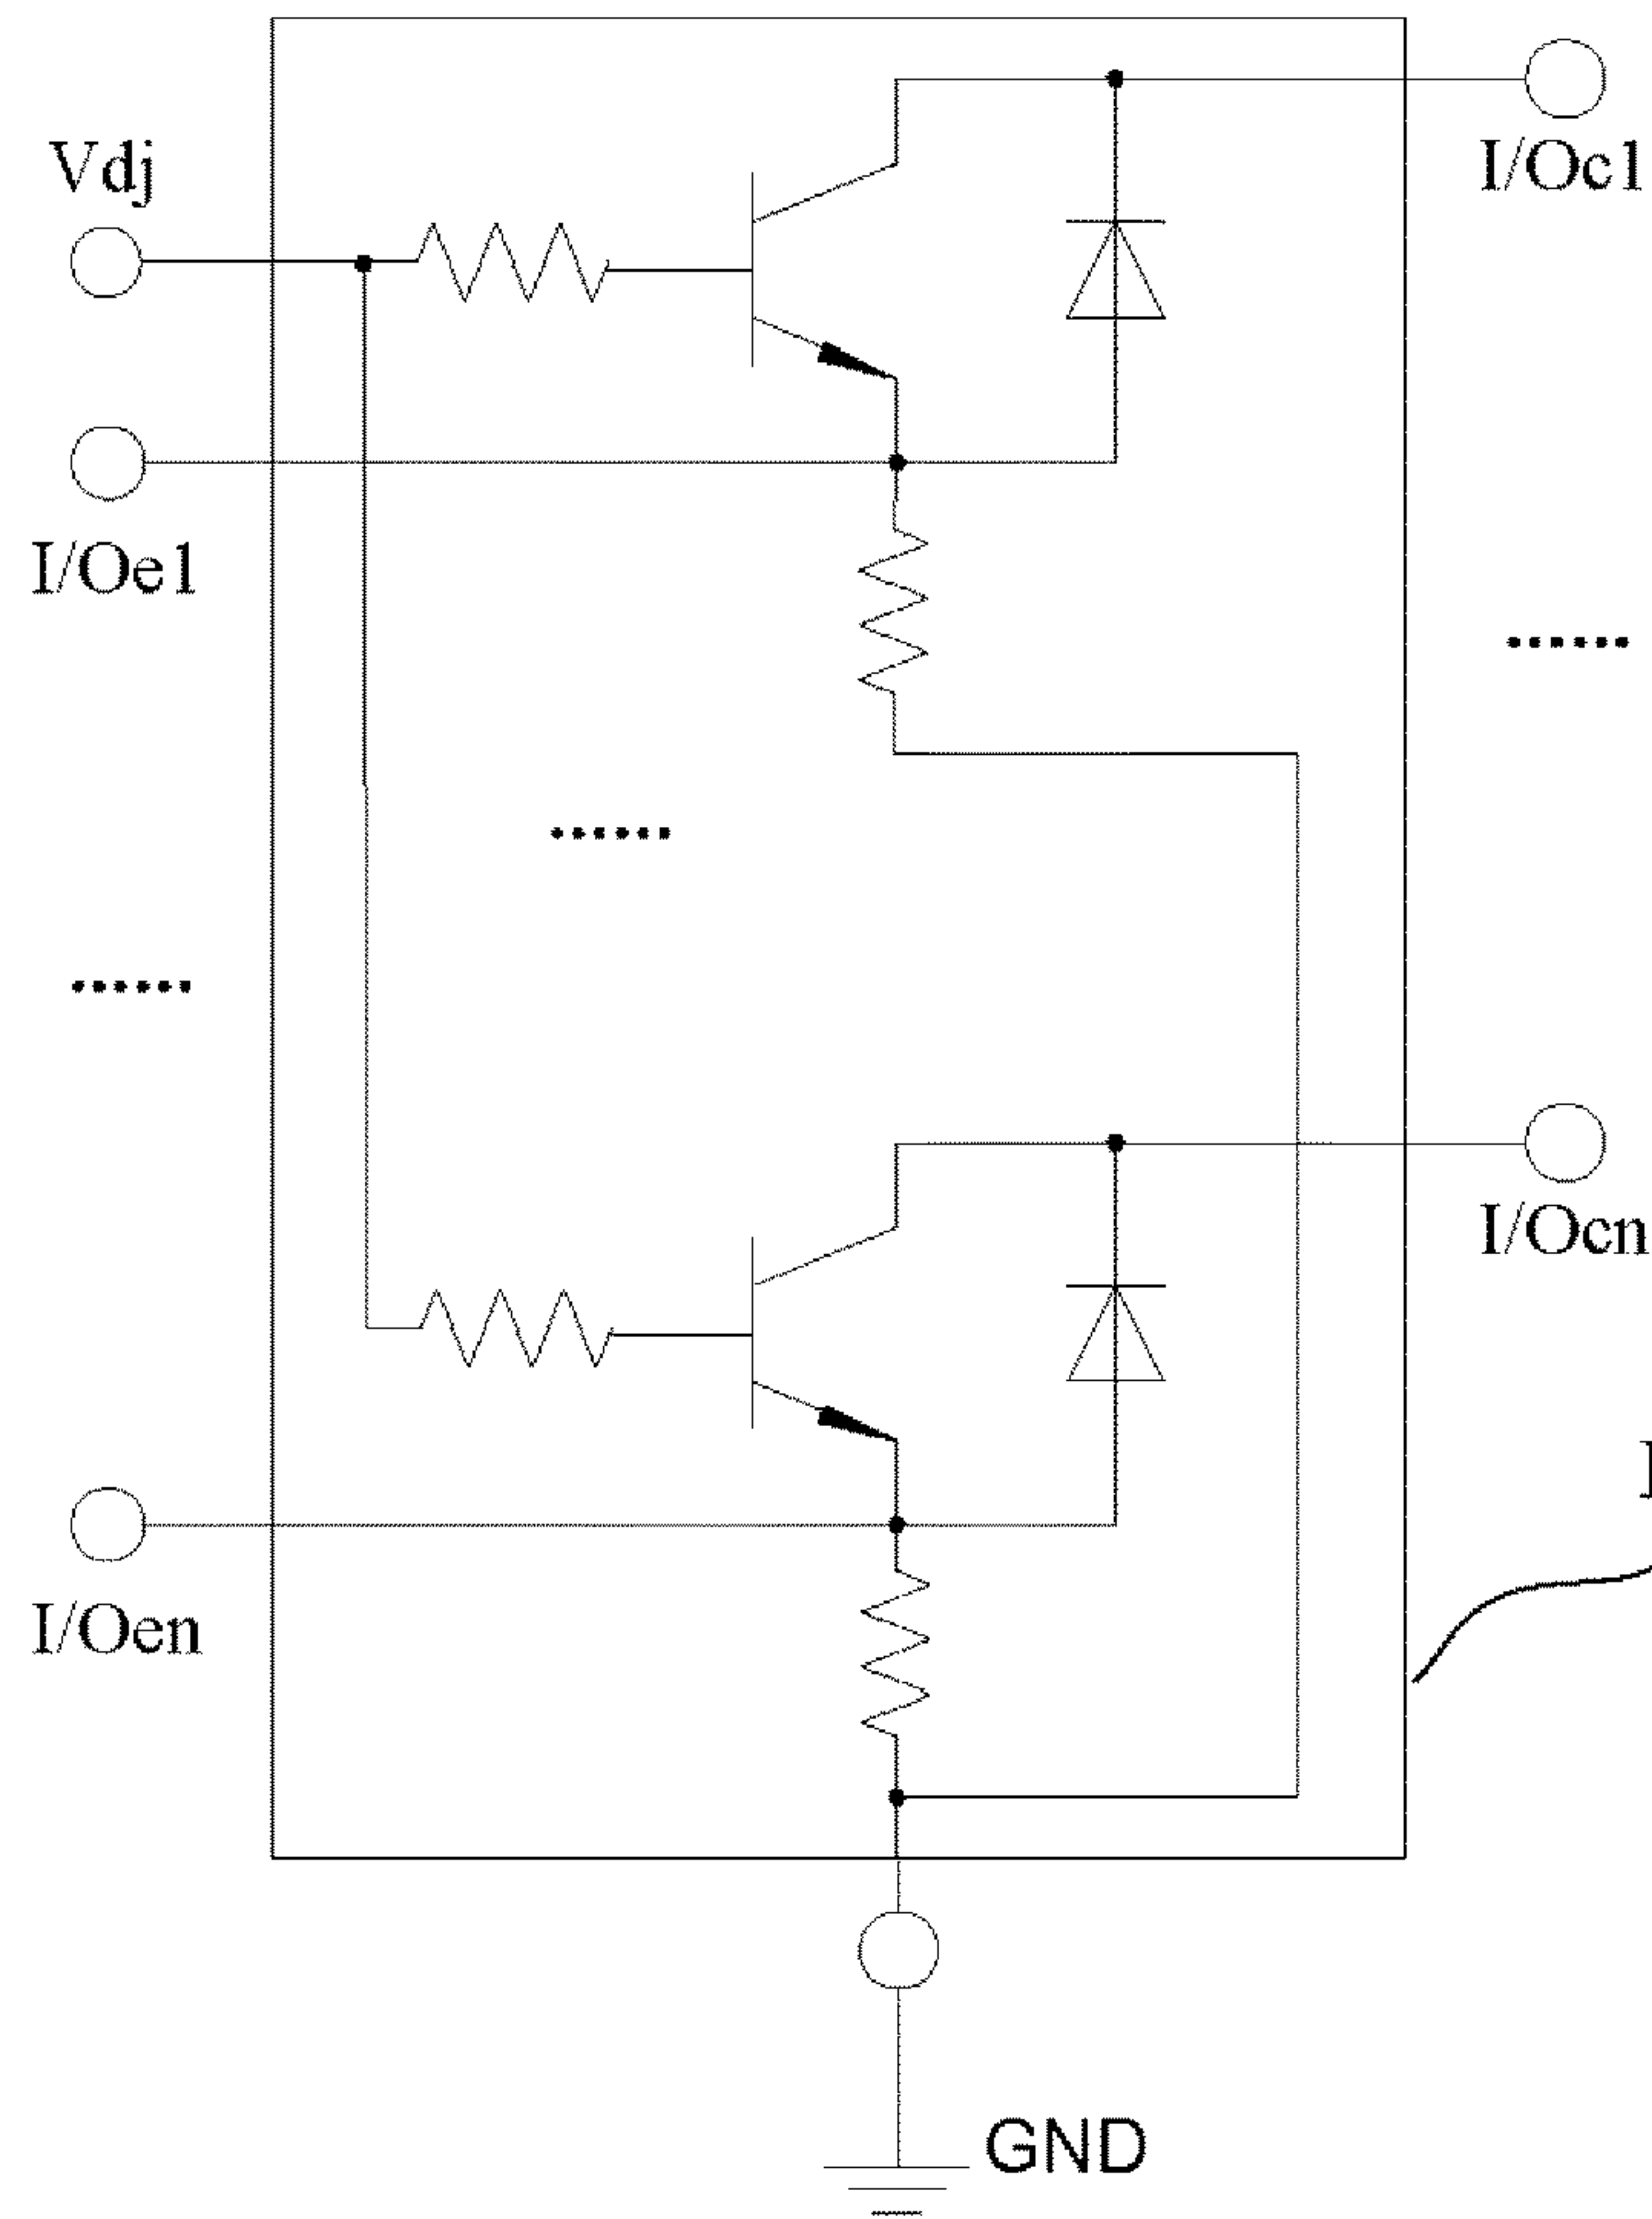 Vdj
I/Oc1
I/Oe1
......
......
......
I/Ocn
I/Oen
GND